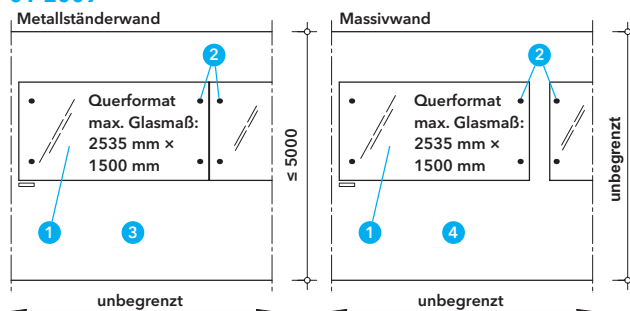 Metallständerwand
2
Querformat
max. Glasmaß:
2535 mm ×
1500 mm
≤ 5000
1
3
unbegrenzt
Massivwand
2
Querformat
max. Glasmaß:
2535 mm ×
1500 mm
unbegrenzt
1
4
unbegrenzt